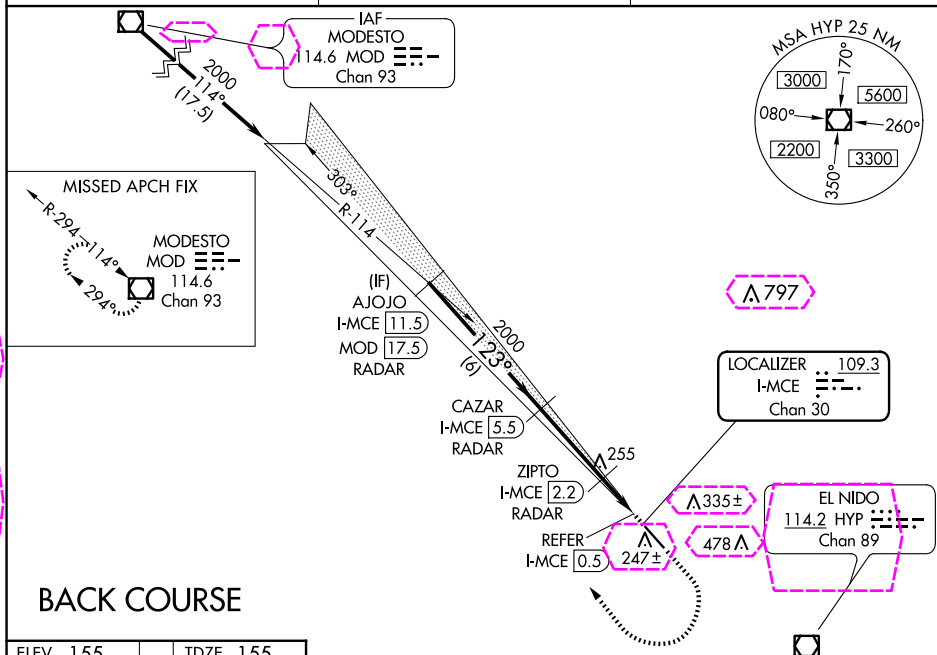 IAF
MODESTO
114.6 MOD
Chan 93
2000
114°
(17.5)
MSA HYP 25 NM
3000
170°
5600
080°
260°
2200
3300
350°
MISSED APCH FIX
R-294
114°
294°
MODESTO
MOD
114.6
Chan 93
303°
R-114
(IF)
AJOJO
I-MCE 11.5
MOD 17.5
RADAR
2000
123°
(6)
797
LOCALIZER 109.3
I-MCE
Chan 30
CAZAR
I-MCE 5.5
RADAR
255
ZIPTO
I-MCE 2.2
RADAR
335±
EL NIDO
114.2 HYP
Chan 89
REFER
I-MCE 0.5
247±
478
BACK COURSE
ELEV 155
TDZE 155